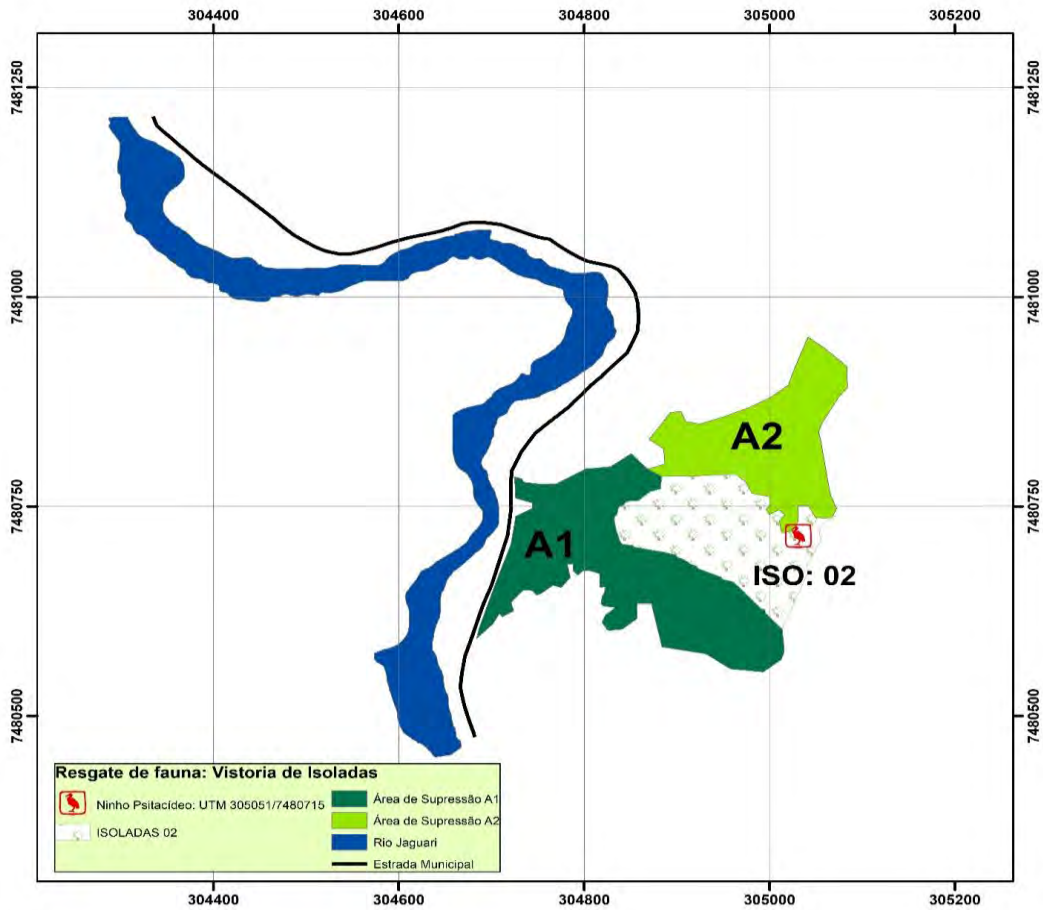 304400 304600 304800 305000 305200
7481250 7481250
7481000 7481000
A2
7480750 7480750
A1
ISO: 02
7480500 7480500
Resgate de fauna: Vistoria de Isoladas
Ninho Psitacídeo: UTM 305051/7480715
ISOLADAS 02
Área de Supressão A1
Área de Supressão A2
Rio Jaguari
Estrada Municipal
304400 304600 304800 305000 305200